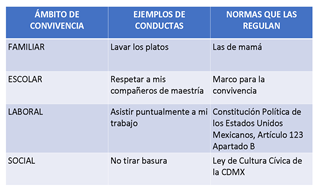 ÁMBITO DE
CONVIVENCIA
EJEMPLOS DE
CONDUCTAS
NORMAS QUE LAS
REGULAN
FAMILIAR
Lavar los platos
Las de mamá
ESCOLAR
Respetar a mis
compañeros de maestría
Marco para la
convivencia
LABORAL
Asistir puntualmente a mi
trabajo
Constitución Política de
los Estados Unidos
Mexicanos, Artículo 123
Apartado B
SOCIAL
No tirar basura
Ley de Cultura Cívica de
la CDMX